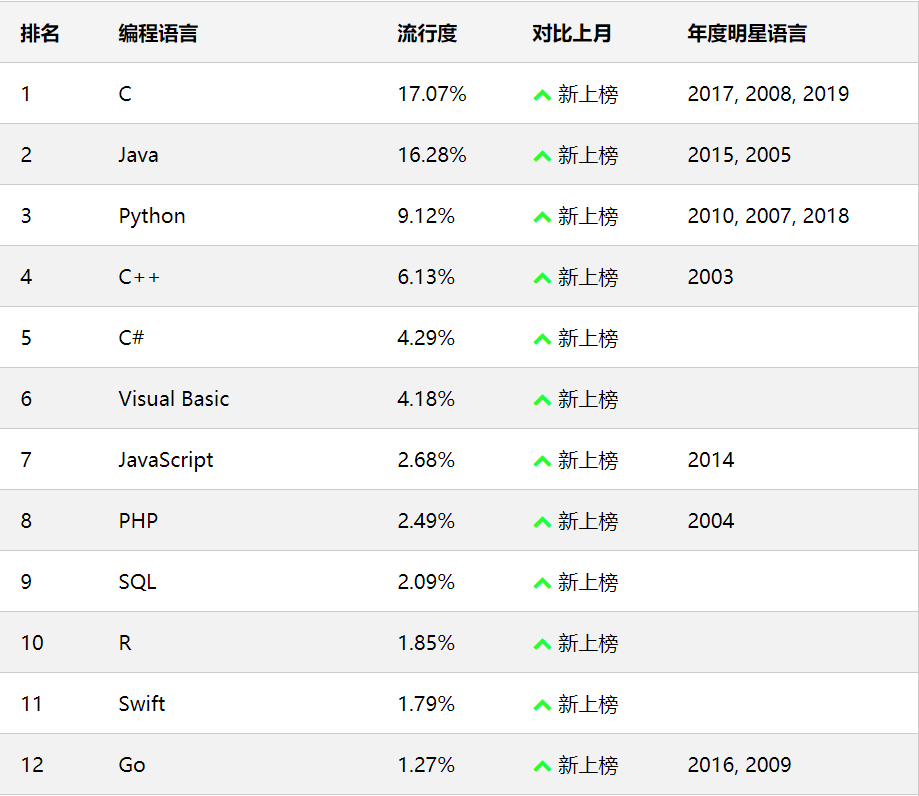 排名 编程语言 流行度 对比上月 年度明星语言
1 C 17.07% 新上榜 2017, 2008, 2019
2 Java 16.28% 新上榜 2015, 2005
3 Python 9.12% 新上榜 2010, 2007, 2018
4 C++ 6.13% 新上榜 2003
5 C# 4.29% 新上榜
6 Visual Basic 4.18% 新上榜
7 JavaScript 2.68% 新上榜 2014
8 PHP 2.49% 新上榜 2004
9 SQL 2.09% 新上榜
10 R 1.85% 新上榜
11 Swift 1.79% 新上榜
12 Go 1.27% 新上榜 2016, 2009